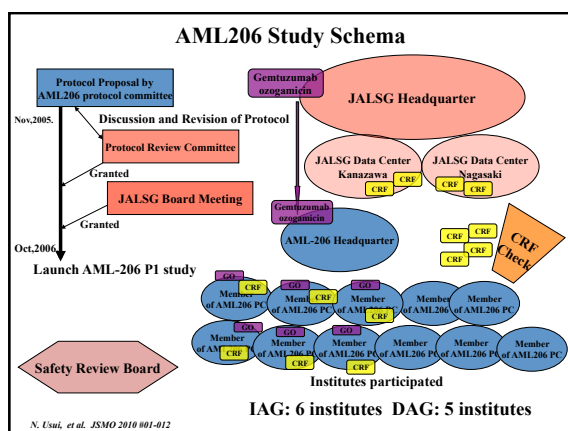 AML206 Study Schema
Protocol Proposal by
AML206 protocol committee
Nov,2005.
Discussion and Revision of Protocol
Protocol Review Committee
Granted
JALSG Board Meeting
Granted
Oct,2006
Launch AML-206 P1 study
Safety Review Board
Gemtuzumab
ozogamicin
JALSG Headquarter
JALSG Data Center
Kanazawa
CRF
CRF
JALSG Data Center
Nagasaki
CRF
CRF
Gemtuzumab
ozogamicin
AML-206 Headquarter
CRF
CRF
CRF
CRF
CRF
CRF
Check
GO
Member
of AML206 PC
CRF
GO
Member
of AML206 PC
CRF
GO
Member
of AML206 PC
CRF
Member
of AML206 PC
Member
of AML206 PC
GO
Member
of AML206 PC
CRF
GO
Member
of AML206 PC
CRF
GO
Member
of AML206 PC
CRF
Member
of AML206 PC
Member
of AML206 PC
Member
of AML206 PC
Institutes participated
IAG: 6 institutes DAG: 5 institutes
N. Usui, et al. JSMO 2010 #01-012